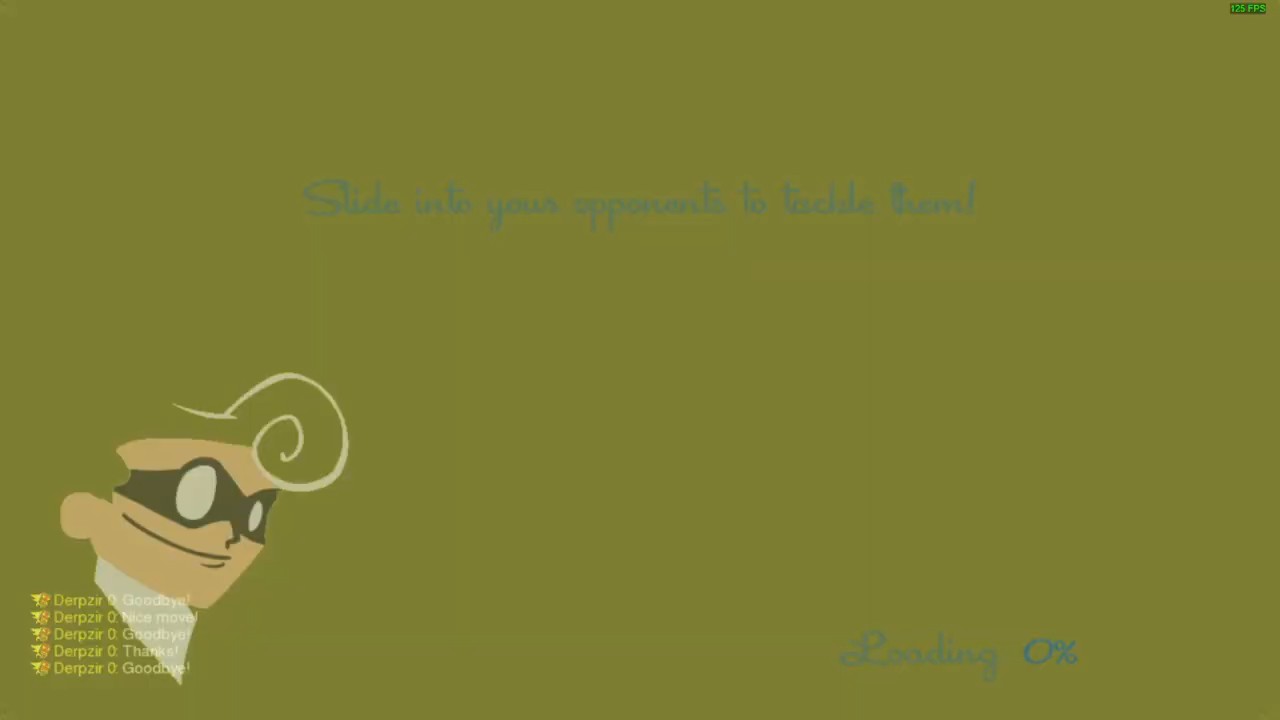 125 FPS
Slide into your opponents to tackle them!
Derpzir 0: Goodbye!
Derpzir 0: Nice move!
Derpzir 0: Goodbye!
Derpzir 0: Thanks!
Derpzir 0: Goodbye!
Loading 0%